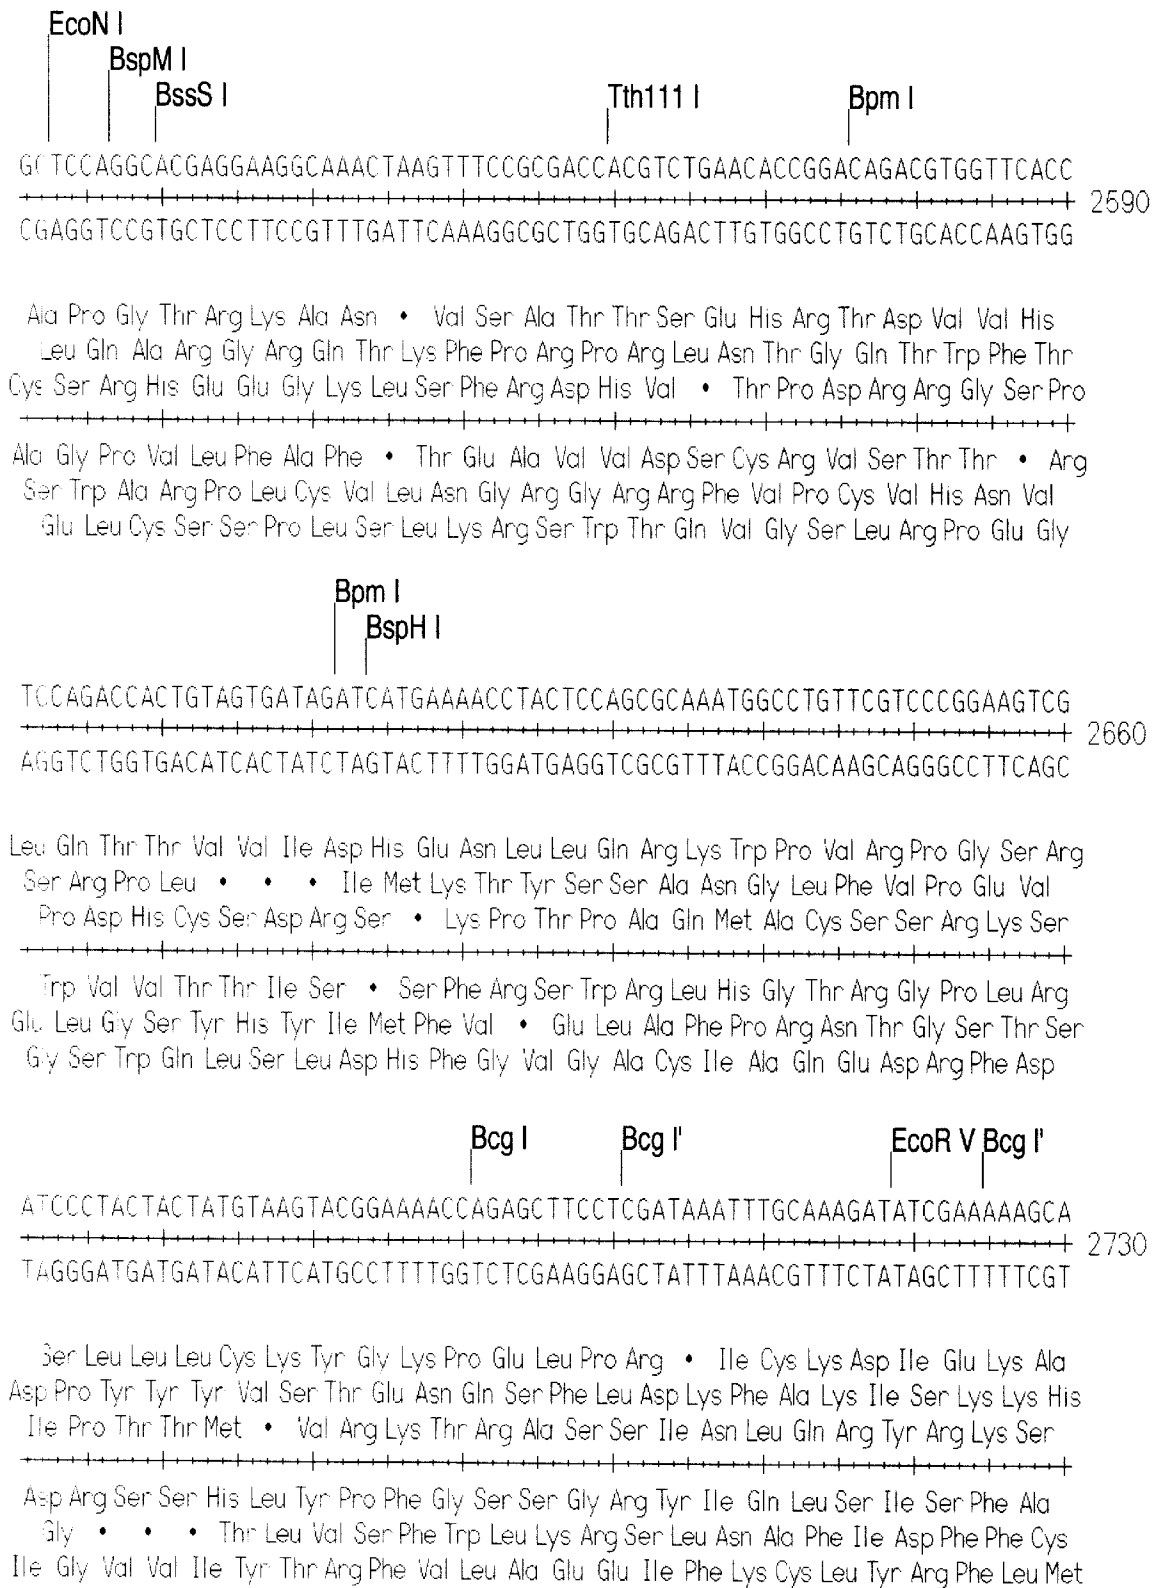 EcoN I
BspM I
BssS I Tth111 I Bpm I
GCTCCAGGCACGAGGAAGGCAAACTAAGTTTCCGCGACCACGTCTGAACACCGGACAGACGTGGTTCACC
2590
CGAGGTCCGTGCTCCTTCCGTTTGATTCAAAGGCGCTGGTGCAGACTTGTGGCCTGTCTGCACCAAGTGG
Ala Pro Gly Thr Arg Lys Ala Asn • Val Ser Ala Thr Thr Ser Glu His Arg Thr Asp Val Val His
Leu Gln Ala Arg Gly Arg Gln Thr Lys Phe Pro Arg Pro Arg Leu Asn Thr Gly Gln Thr Trp Phe Thr
Cys Ser Arg His Glu Glu Gly Lys Leu Ser Phe Arg Asp His Val • Thr Pro Asp Arg Arg Gly Ser Pro
Ala Gly Pro Val Leu Phe Ala Phe • Thr Glu Ala Val Val Asp Ser Cys Arg Val Ser Thr Thr • Arg
Ser Trp Ala Arg Pro Leu Cys Val Leu Asn Gly Arg Gly Arg Arg Phe Val Pro Cys Val His Asn Val
Glu Leu Cys Ser Ser Pro Leu Ser Leu Lys Arg Ser Trp Thr Gln Val Gly Ser Leu Arg Pro Glu Gly
Bpm I
BspH I
TCCAGACCACTGTAGTGATAGATCATGAAAACCTACTCCAGCGCAAATGGCCTGTTCGTCCCGGAAGTCG
2660
AGGTCTGGTGACATCACTATCTAGTACTTTTGGATGAGGTCGCGTTTACCGGACAAGCAGGGCCTTCAGC
Leu Gln Thr Thr Val Val Ile Asp His Glu Asn Leu Leu Gln Arg Lys Trp Pro Val Arg Pro Gly Ser Arg
Ser Arg Pro Leu • • • Ile Met Lys Thr Tyr Ser Ser Ala Asn Gly Leu Phe Val Pro Glu Val
Pro Asp His Cys Ser Asp Arg Ser • Lys Pro Thr Pro Ala Gln Met Ala Cys Ser Ser Arg Lys Ser
Trp Val Val Thr Thr Ile Ser • Ser Phe Arg Ser Trp Arg Leu His Gly Thr Arg Gly Pro Leu Arg
Glu Leu Gly Ser Tyr His Tyr Ile Met Phe Val • Glu Leu Ala Phe Pro Arg Asn Thr Gly Ser Thr Ser
Gly Ser Trp Gln Leu Ser Leu Asp His Phe Gly Val Gly Ala Cys Ile Ala Gln Glu Asp Arg Phe Asp
Bcg I Bcg I' EcoR V Bcg I'
ATCCCTACTACTATGTAAGTACGGAAAACCAGAGCTTCCTCGATAAATTTGCAAAGATATCGAAAAAGCA
2730
TAGGGATGATGATACATTCATGCCTTTTGGTCTCGAAGGAGCTATTTAAACGTTTCTATAGCTTTTTCGT
Ser Leu Leu Leu Cys Lys Tyr Gly Lys Pro Glu Leu Pro Arg • Ile Cys Lys Asp Ile Glu Lys Ala
Asp Pro Tyr Tyr Tyr Val Ser Thr Glu Asn Gln Ser Phe Leu Asp Lys Phe Ala Lys Ile Ser Lys Lys His
Ile Pro Thr Thr Met • Val Arg Lys Thr Arg Ala Ser Ser Ile Asn Leu Gln Arg Tyr Arg Lys Ser
Asp Arg Ser Ser His Leu Tyr Pro Phe Gly Ser Ser Gly Arg Tyr Ile Gln Leu Ser Ile Ser Phe Ala
Gly • • • Thr Leu Val Ser Phe Trp Leu Lys Arg Ser Leu Asn Ala Phe Ile Asp Phe Phe Cys
Ile Gly Val Val Ile Tyr Thr Arg Phe Val Leu Ala Glu Glu Ile Phe Lys Cys Leu Tyr Arg Phe Leu Met